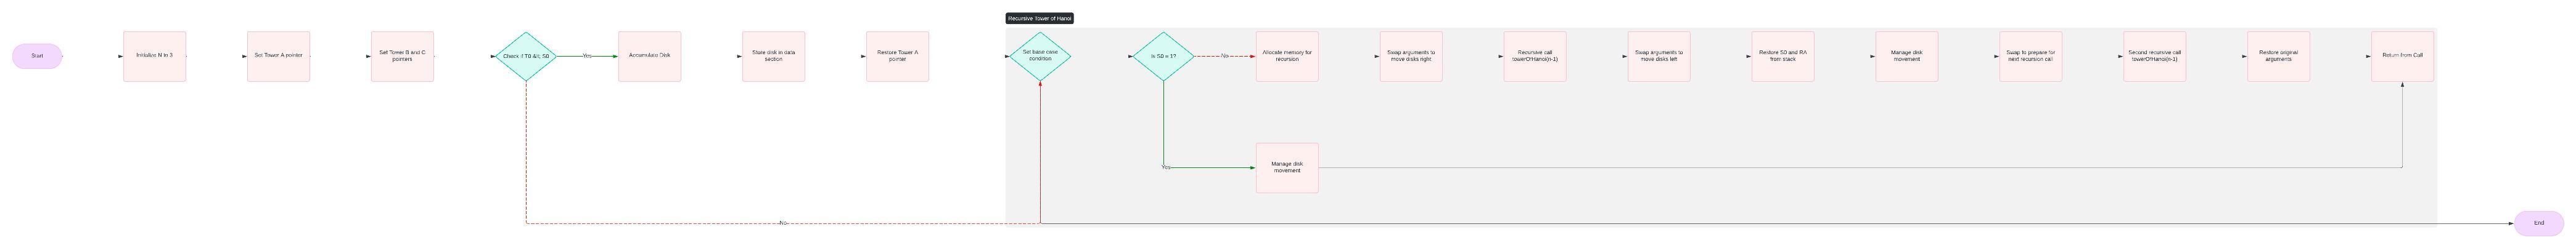 Recursive Tower of Hanoi
Start
Initialize N to 3
Set Tower A pointer
Set Tower B and C
pointers
Check if T0 &lt; S0
Yes
Accumulate Disk
Store disk in data
section
Restore Tower A
pointer
Set base case
condition
Is S0 = 1?
No
Allocate memory for
recursion
Swap arguments to
move disks right
Recursive call
towerOfHanoi(n-1)
Swap arguments to
move disks left
Restore S0 and RA
from stack
Manage disk
movement
Swap to prepare for
next recursion call
Second recursive call
towerOfHanoi(n-1)
Restore original
arguments
Return from Call
Yes
Manage disk
movement
No
End